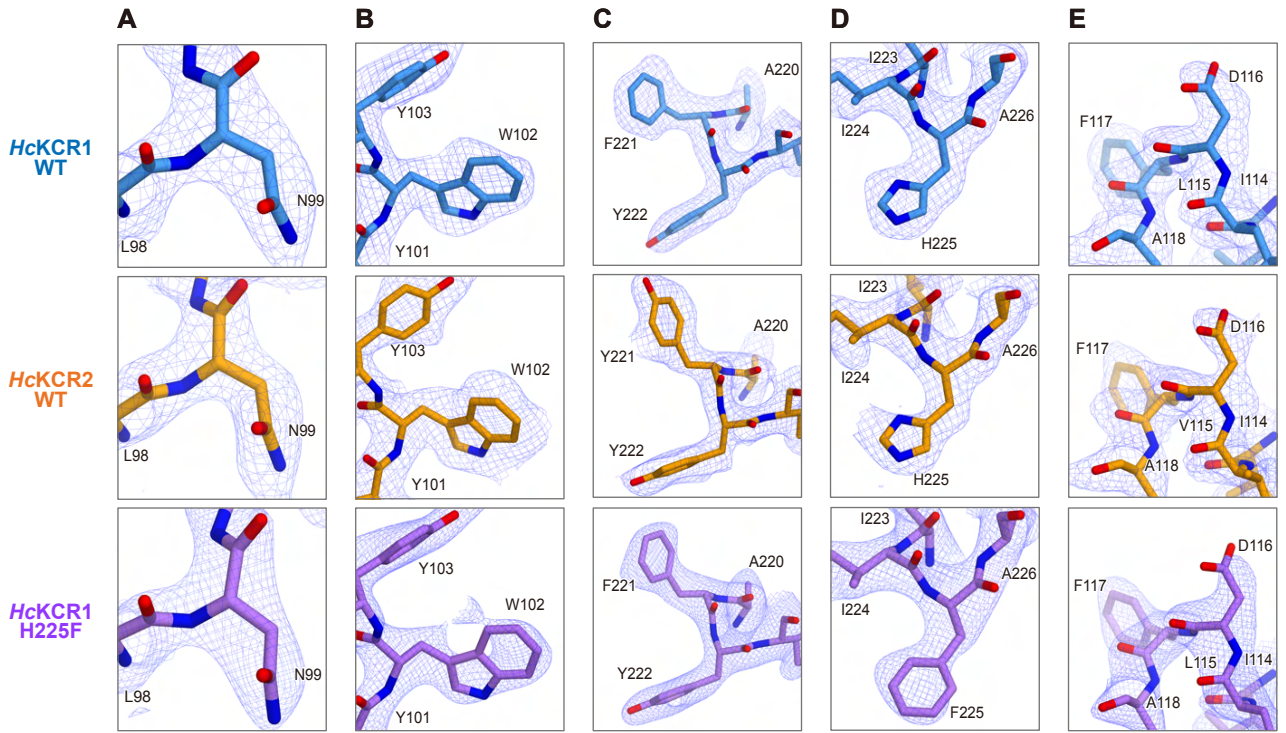 A B C D E
HcKCR1
WT
L98
N99
Y103
W102
Y101
A220
F221
Y222
I223
I224
A226
H225
D116
F117
L115
I114
A118
HcKCR2
WT
L98
N99
Y103
W102
Y101
A220
Y221
Y222
I223
I224
A226
H225
D116
F117
V115
I114
A118
HcKCR1
H225F
L98
N99
Y103
W102
Y101
A220
F221
Y222
I223
I224
A226
F225
D116
F117
L115
I114
A118